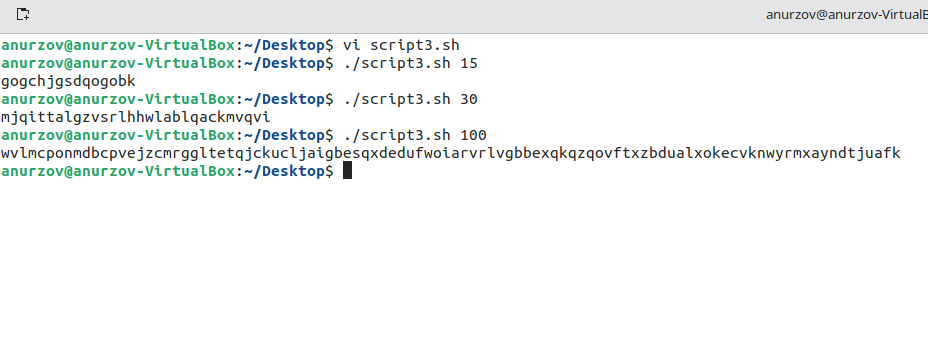 anurzov@anurzov-VirtualB
anurzov@anurzov-VirtualBox:~/Desktop$ vi script3.sh
anurzov@anurzov-VirtualBox:~/Desktop$ ./script3.sh 15
gogchjgsdqogobk
anurzov@anurzov-VirtualBox:~/Desktop$ ./script3.sh 30
mjqittalgzvsrlhhwlablqackmvqvi
anurzov@anurzov-VirtualBox:~/Desktop$ ./script3.sh 100
wvlmcponmdbcpvejzcmrggltetqjckucljaigbesqxdedufwoiarvrlvgbbexqkqzqovftxzbdualxokecvknwyrmxayndtjuafk
anurzov@anurzov-VirtualBox:~/Desktop$